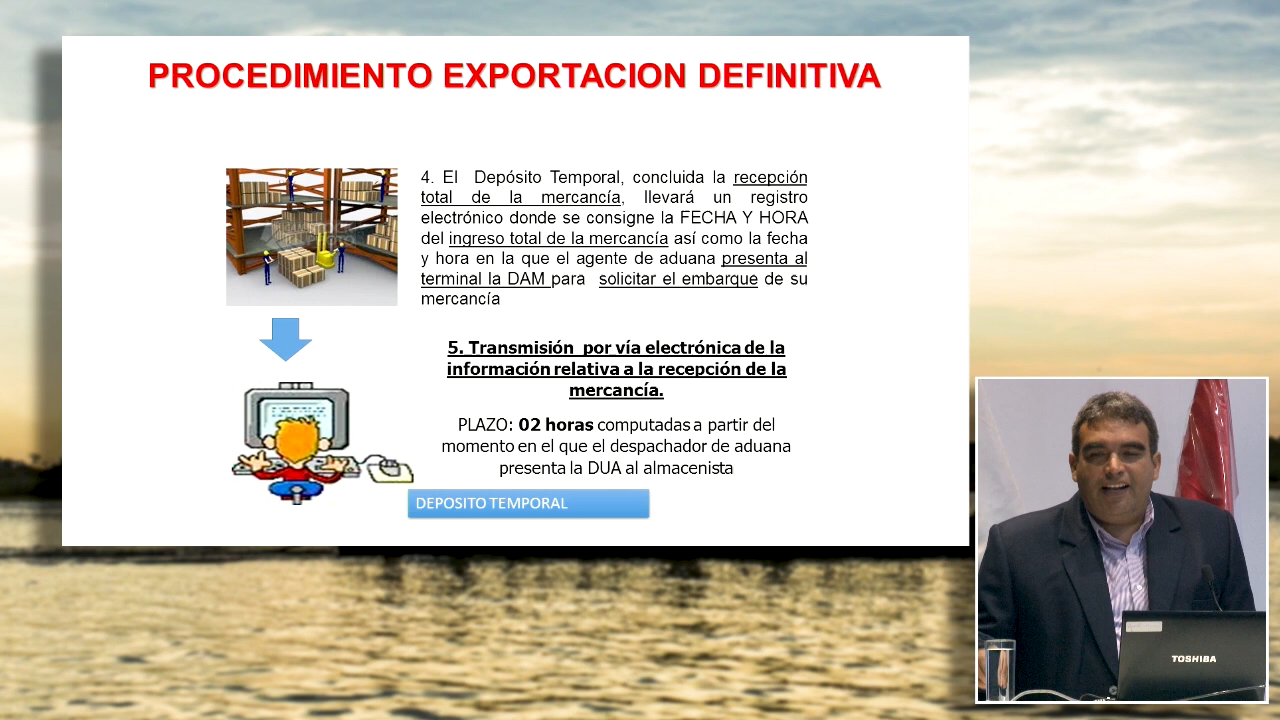 PROCEDIMIENTO EXPORTACION DEFINITIVA
4. El Depósito Temporal, concluida la recepción
total de la mercancía, llevará un registro
electrónico donde se consigne la FECHA Y HORA
del ingreso total de la mercancía así como la fecha
y hora en la que el agente de aduana presenta al
terminal la DAM para solicitar el embarque de su
mercancía
5. Transmisión por vía electrónica de la
información relativa a la recepción de la
mercancía.
PLAZO: 02 horas computadas a partir del
momento en el que el despachador de aduana
presenta la DUA al almacenista
DEPOSITO TEMPORAL
TOSHIBA